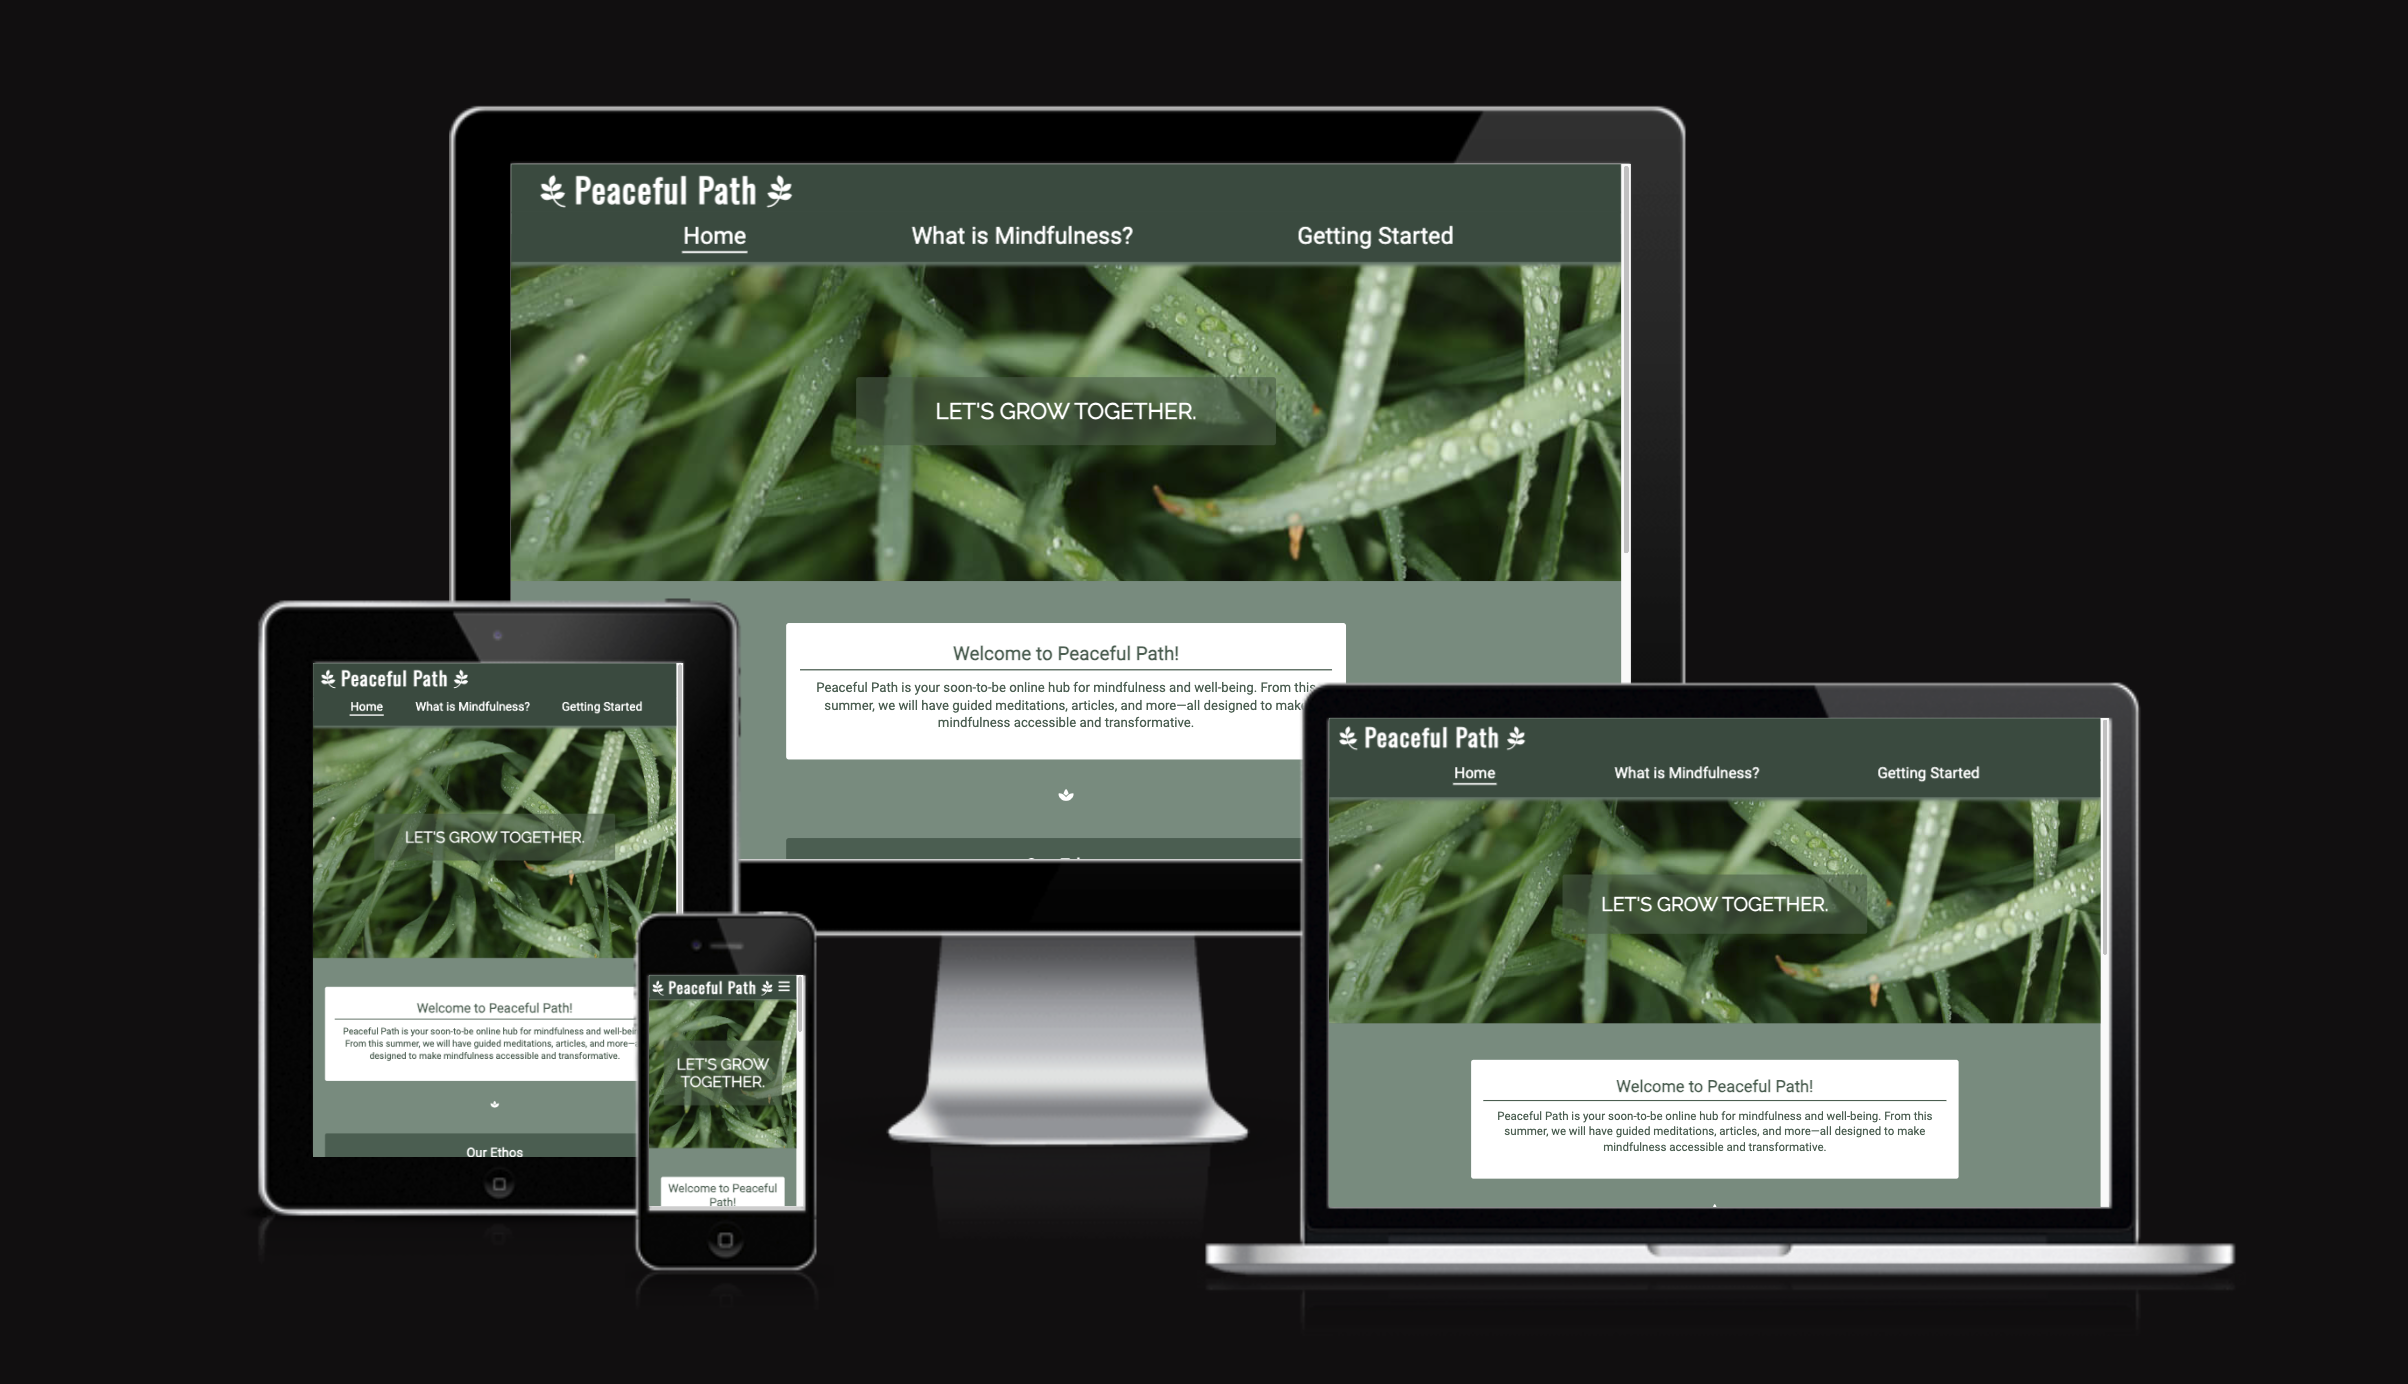 Peaceful Path
Home What is Mindfulness? Getting Started
LET'S GROW TOGETHER.
Welcome to Peaceful Path!
Peaceful Path is your soon-to-be online hub for mindfulness and well-being. From this
summer, we will have guided meditations, articles, and more—all designed to mak
mindfulness accessible and transformative.
Peaceful Path
Home What is Mindfulness? Getting Started
LET'S GROW TOGETHER.
Welcome to Peaceful Path!
Peaceful Path is your soon-to-be online hub for mindfulness and well-bein
From this summer, we will have guided meditations, articles, and more—
designed to make mindfulness accessible and transformative.
Our Ethos
Peaceful Path
LET'S GROW
TOGETHER.
Welcome to Peaceful
Path!
Peaceful Path
Home What is Mindfulness? Getting Started
LET'S GROW TOGETHER.
Welcome to Peaceful Path!
Peaceful Path is your soon-to-be online hub for mindfulness and well-being. From this
summer, we will have guided meditations, articles, and more—all designed to make
mindfulness accessible and transformative.